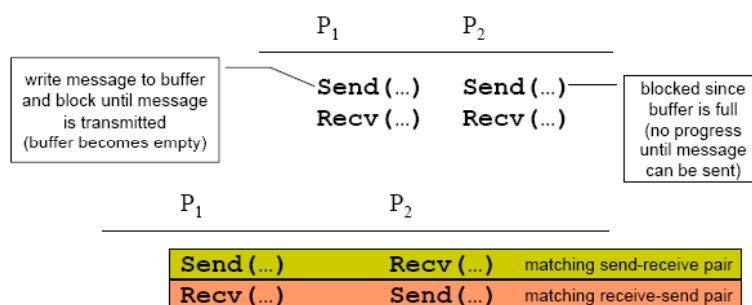 P1 P2
write message to buffer
and block until message
is transmitted
(buffer becomes empty)
Send(…) Send(…)
Recv(…) Recv(…)
blocked since
buffer is full
(no progress
until message
can be sent)
P1 P2
Send(…) Recv(…) matching send-receive pair
Recv(…) Send(…) matching receive-send pair